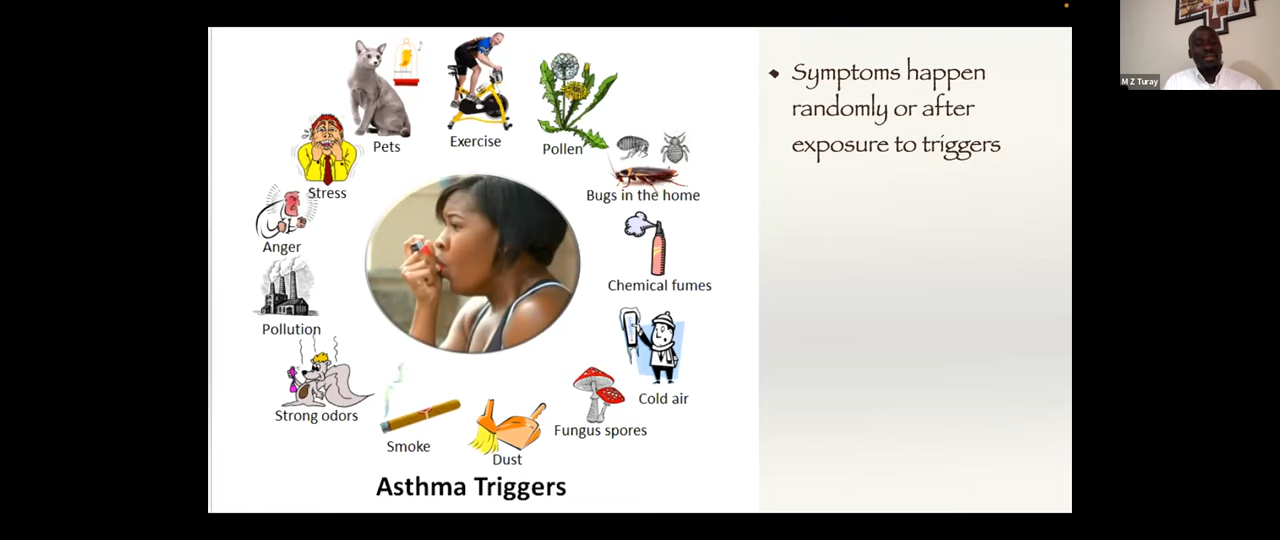 Pets
Exercise
Pollen
Bugs in the home
Chemical fumes
Cold air
Fungus spores
Dust
Smoke
Strong odors
Pollution
Anger
Stress
Asthma Triggers
Symptoms happen
randomly or after
exposure to triggers
M Z Turay